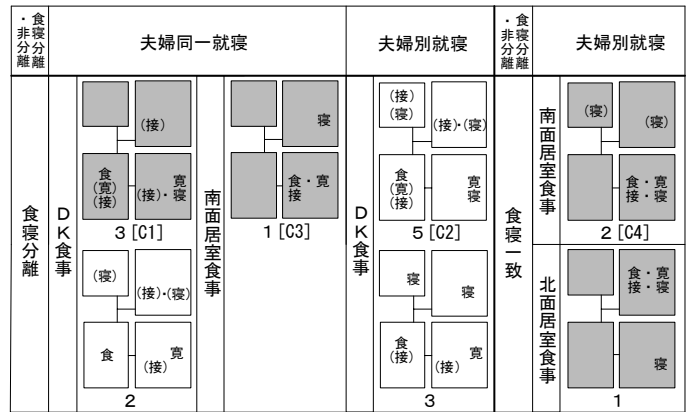 ・非分離
食寝分離
夫婦同一就寝
夫婦別就寝
・非分離
食寝分離
夫婦別就寝
食寝分離
DK食事
(接)
食
(寛)
(接)
寛
(接)・寝
3 [C1]
(寝)
(接)・(寝)
食
寛
(接)
2
南面居室食事
寝
食・寛
接
1 [C3]
DK食事
(接)
(寝)
(接)・(寝)
食
(寛)
(接)
寛
寝
5 [C2]
寝
寝
食
(接)
寛
(接)
3
食寝一致
南面居室食事
(寝)
(寝)
食・寛
接・寝
2 [C4]
北面居室食事
食・寛
接・寝
寝
1